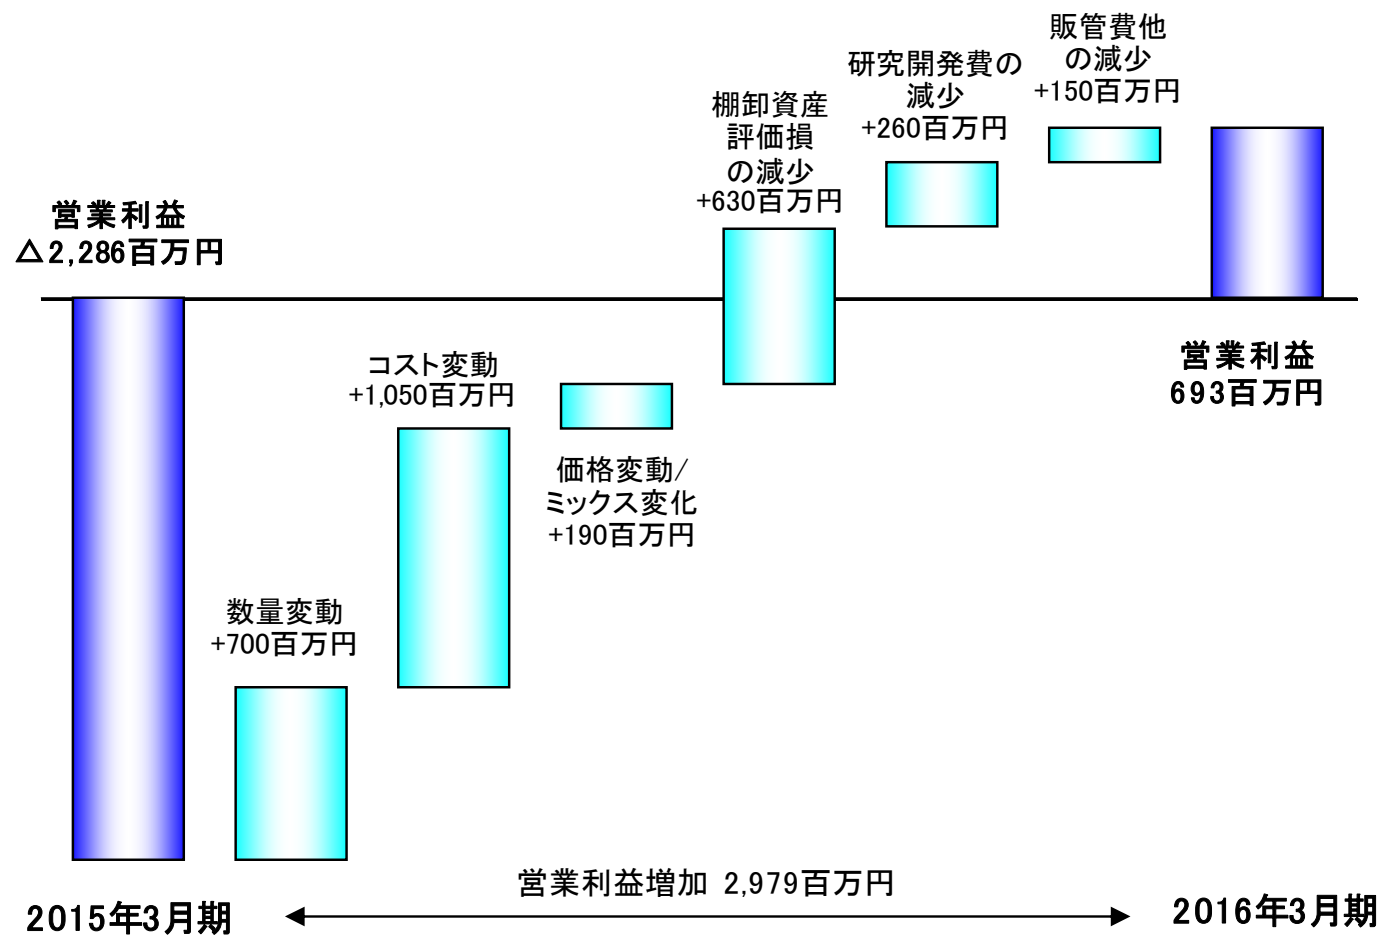 営業利益
△2,286百万円
数量変動
+700百万円
コスト変動
+1,050百万円
価格変動/
ミックス変化
+190百万円
棚卸資産
評価損
の減少
+630百万円
研究開発費の
減少
+260百万円
販管費他
の減少
+150百万円
営業利益
693百万円
営業利益増加 2,979百万円
2015年3月期
2016年3月期